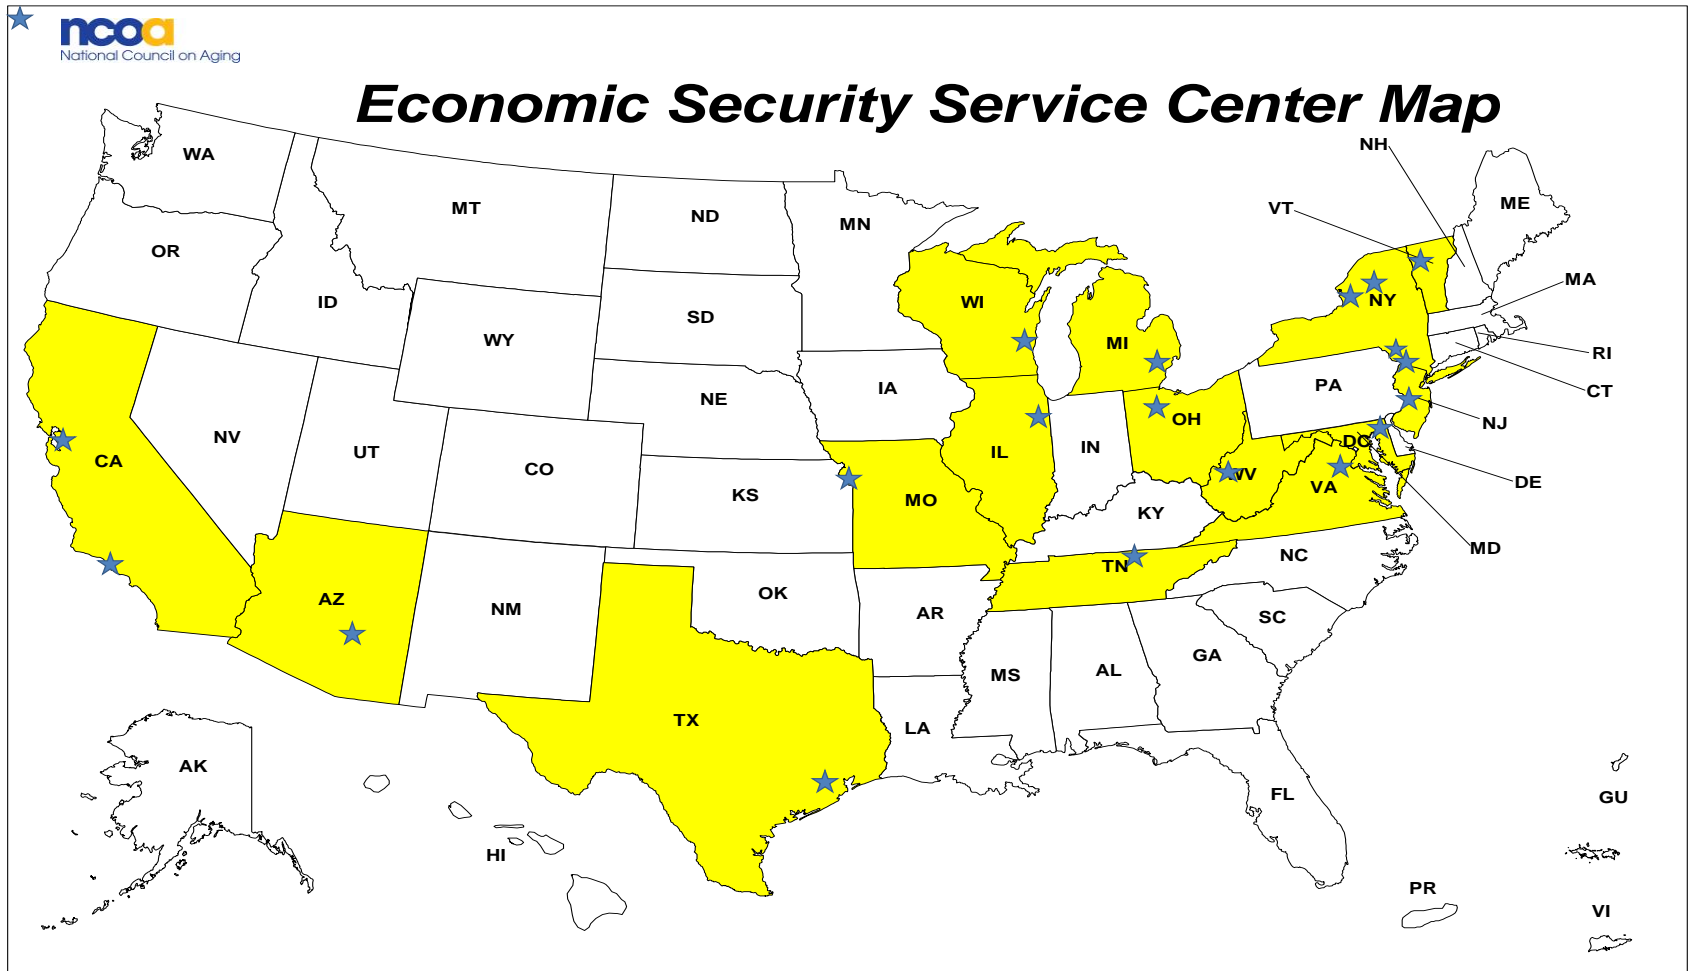 ncoa
National Council on Aging
Economic Security Service Center Map
NH
WA
ME
VT
MT
ND
MN
OR
MA
ID
WI
NY
SD
WY
MI
RI
PA
IA
CT
NE
OH
NJ
NV
DC
IN
UT
IL
CA
CO
WV
DE
KS
VA
MO
KY
MD
NC
TN
OK
AZ
NM
AR
SC
GA
AL
MS
TX
LA
AK
FL
GU
HI
PR
VI